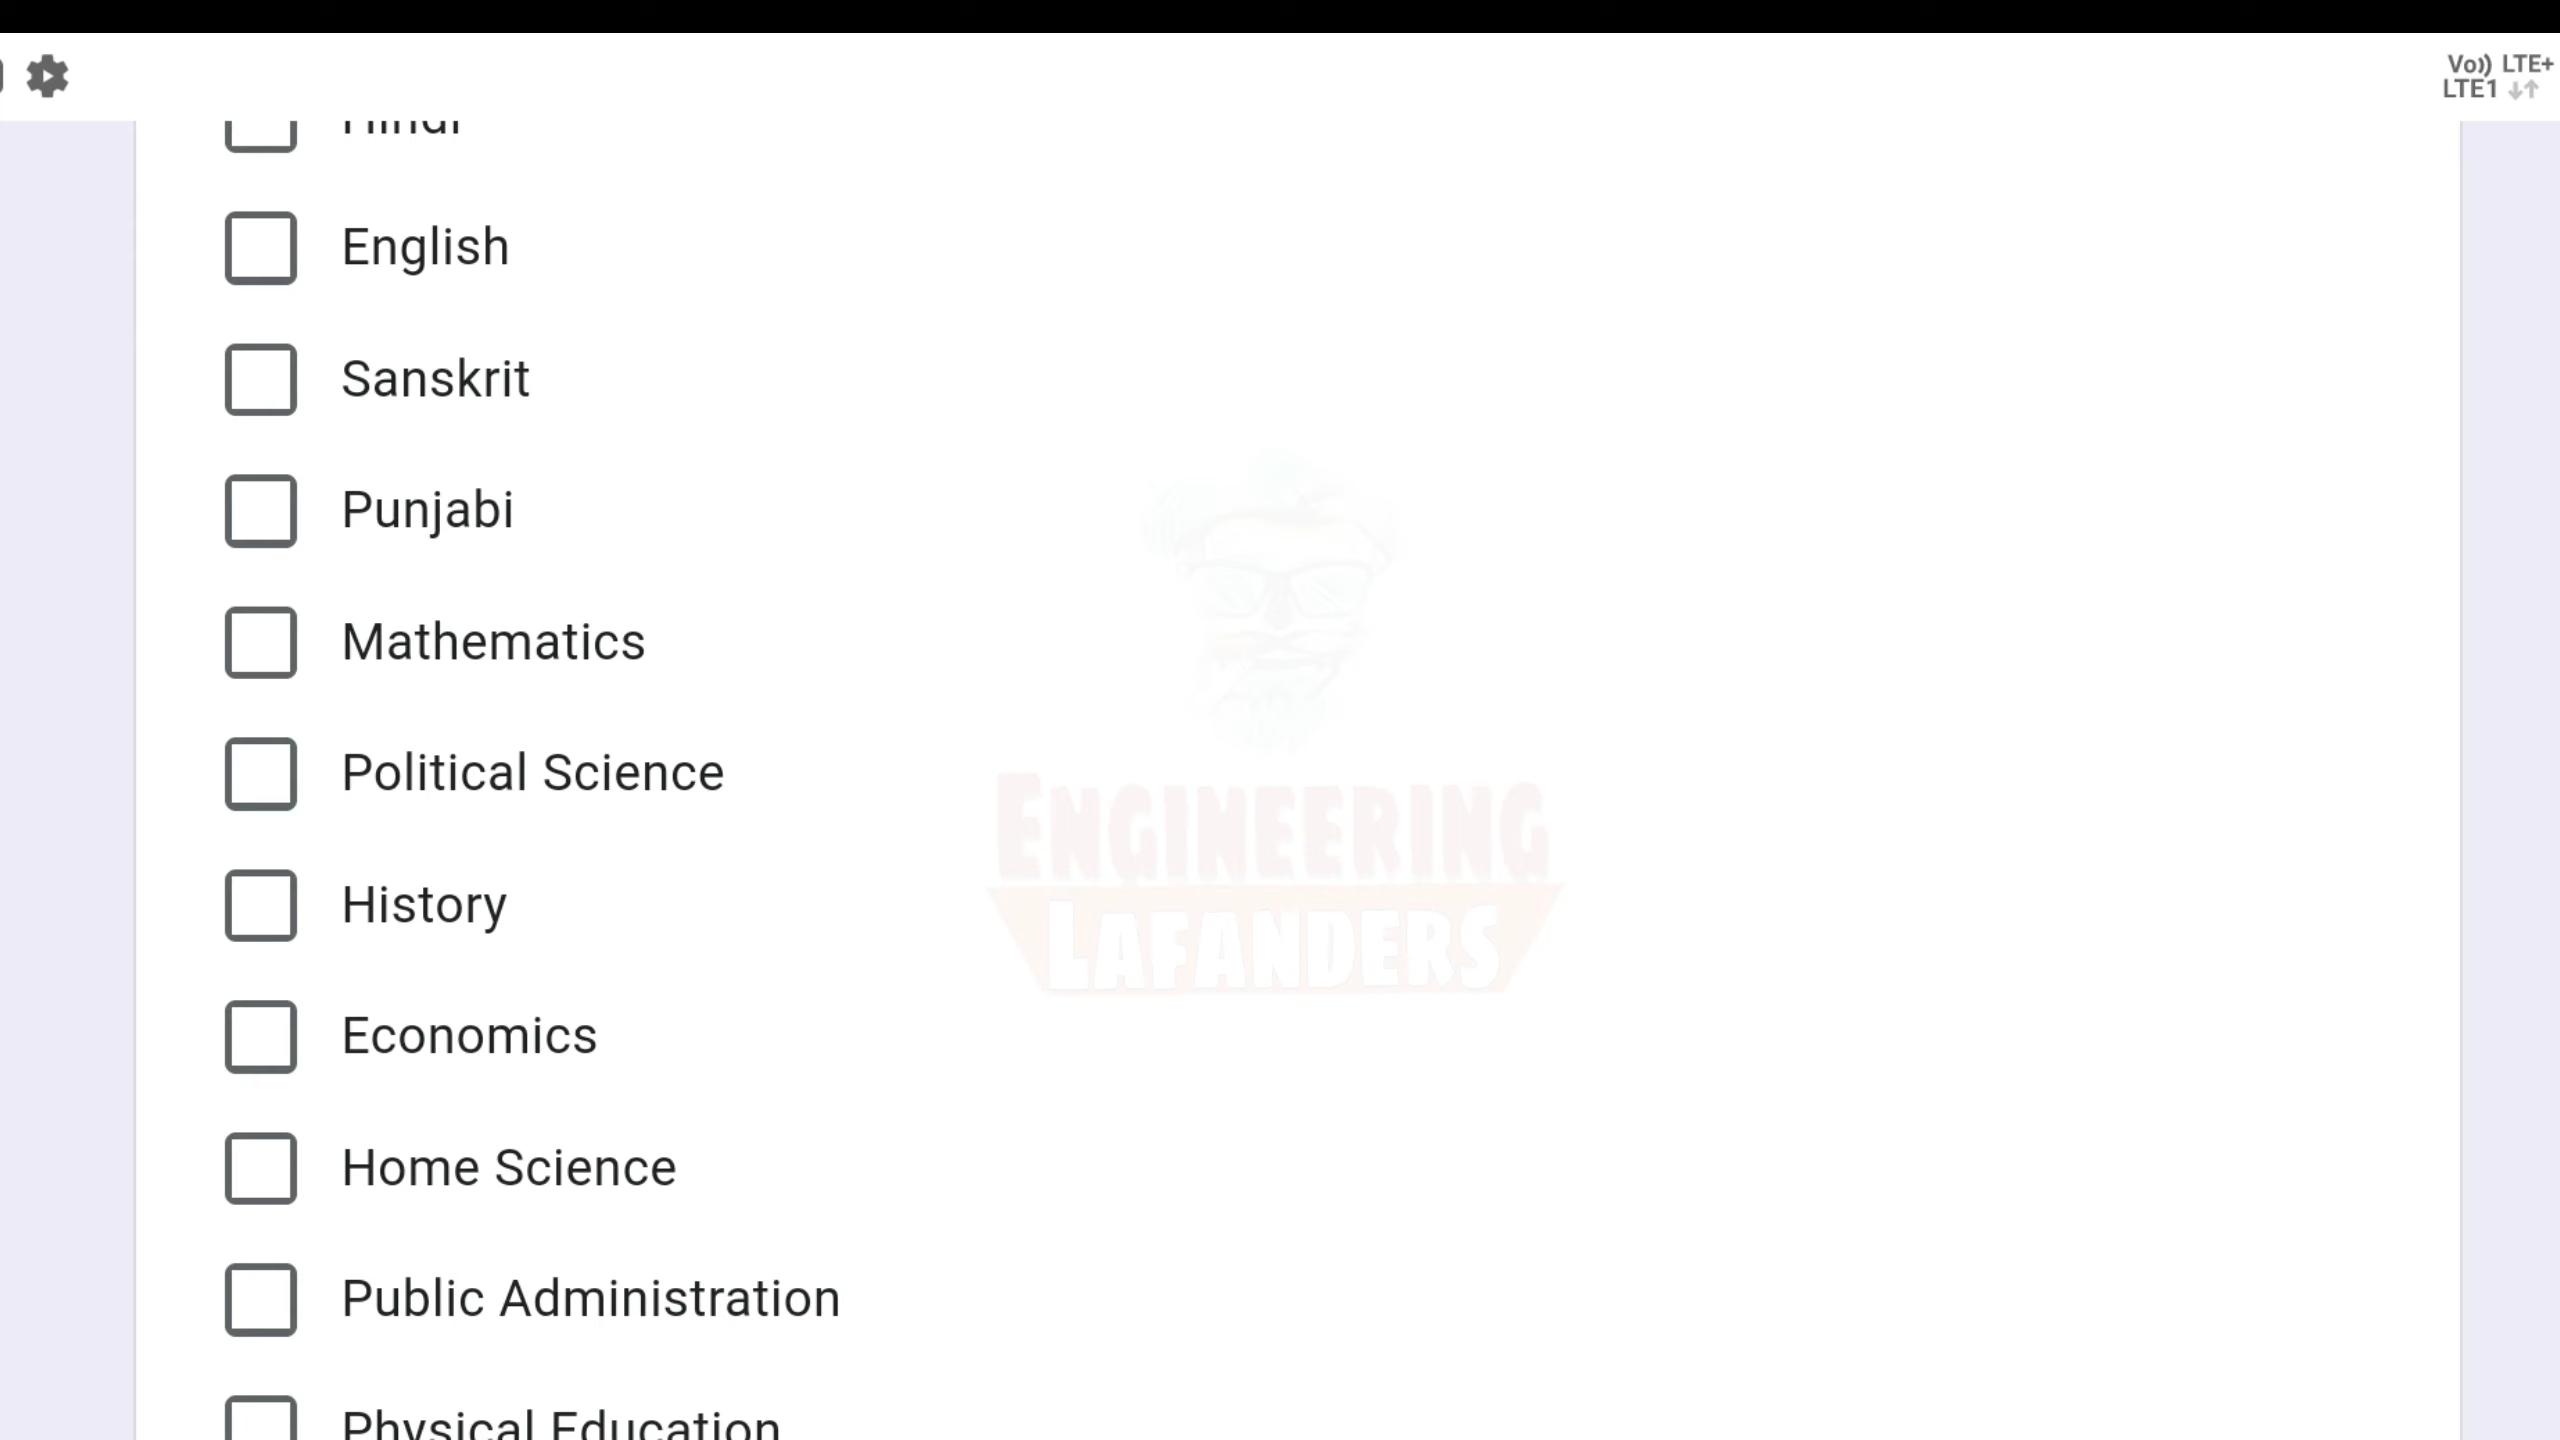 Vo)) LTE+
LTE1
Hindi
English
Sanskrit
Punjabi
Mathematics
Political Science
History
ENGINEERING
LAFANDERS
Economics
Home Science
Public Administration
Physical Education